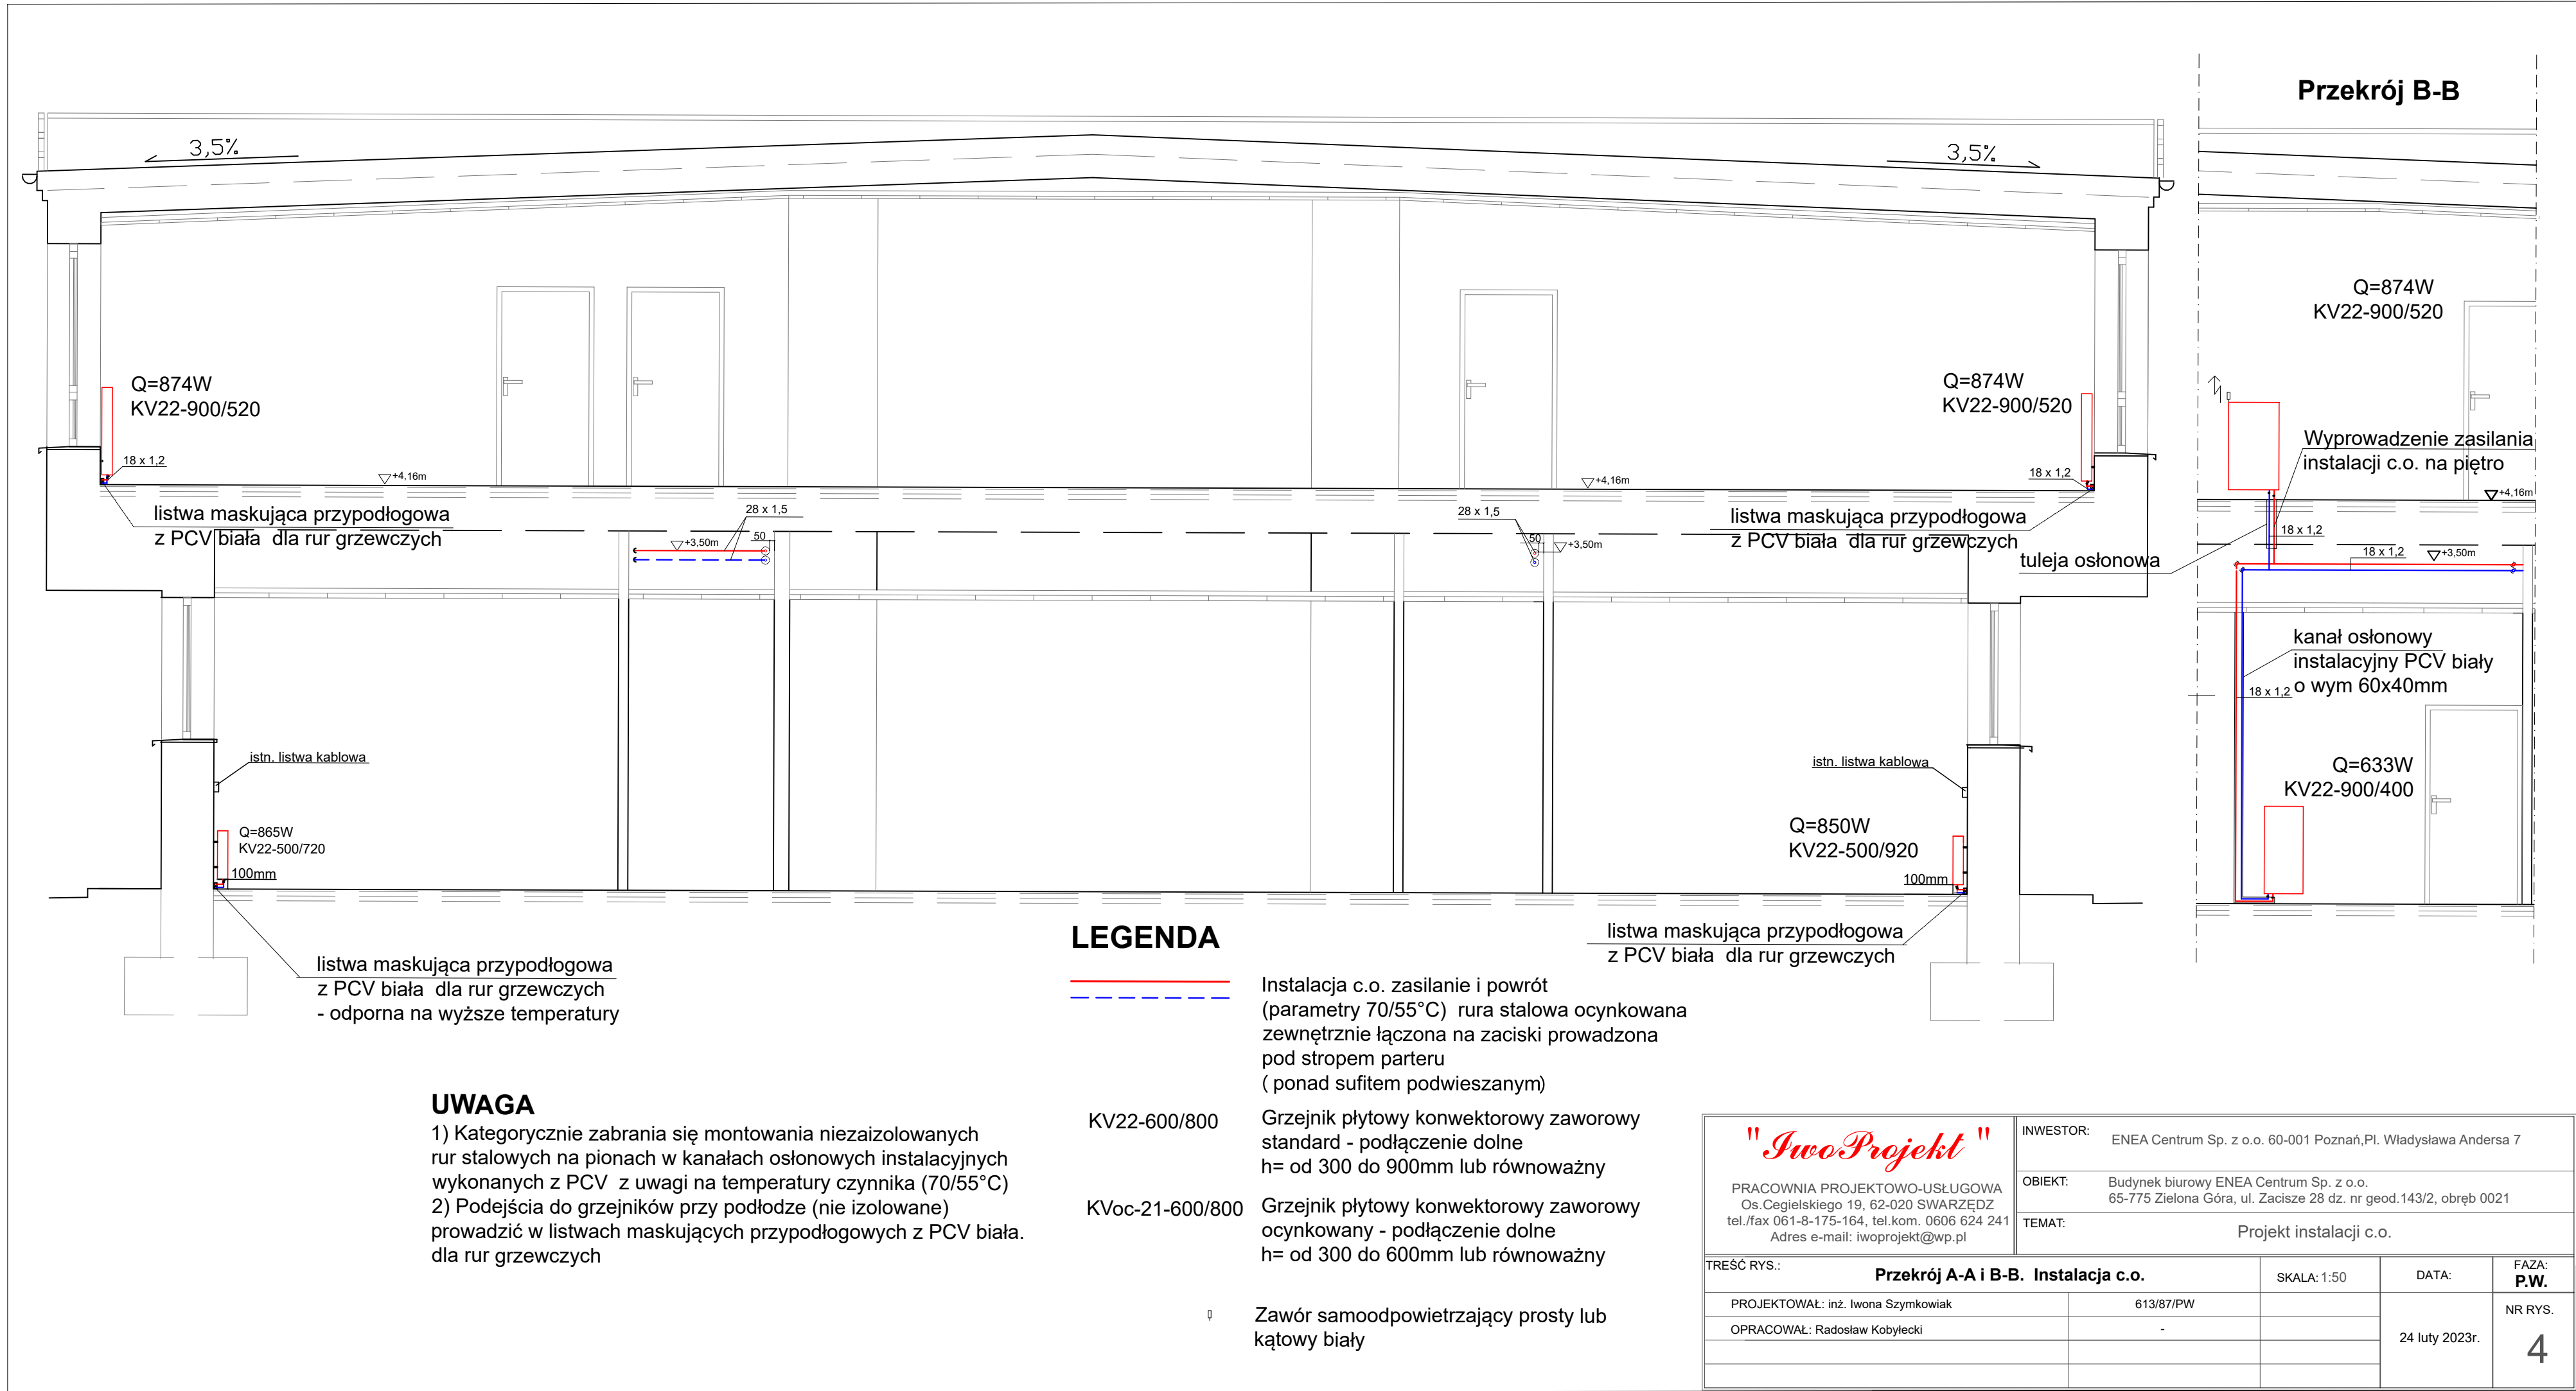 Przekrój B-B
3,5%
3,5%
Q=874W
KV22-900/520
Q=874W
KV22-900/520
Q=874W
KV22-900/520
18 x 1,2
+4,16m
+4,16m
18 x 1,2
Wyprowadzenie zasilania
instalacji c.o. na piętro
+4,16m
listwa maskująca przypodłogowa
z PCV biała dla rur grzewczych
28 x 1,5
+3,50m
50
28 x 1,5
50
+3,50m
listwa maskująca przypodłogowa
z PCV biała dla rur grzewczych
tuleja osłonowa
18 x 1,2
18 x 1,2
+3,50m
kanał osłonowy
instalacyjny PCV biały
o wym 60x40mm
18 x 1,2
istn. listwa kablowa
istn. listwa kablowa
Q=633W
KV22-900/400
Q=865W
KV22-500/720
100mm
Q=850W
KV22-500/920
100mm
listwa maskująca przypodłogowa
z PCV biała dla rur grzewczych
- odporna na wyższe temperatury
listwa maskująca przypodłogowa
z PCV biała dla rur grzewczych
LEGENDA
Instalacja c.o. zasilanie i powrót
(parametry 70/55°C) rura stalowa ocynkowana
zewnętrznie łączona na zaciski prowadzona
pod stropem parteru
( ponad sufitem podwieszanym)
KV22-600/800
Grzejnik płytowy konwektorowy zaworowy
standard - podłączenie dolne
h= od 300 do 900mm lub równoważny
KVoc-21-600/800
Grzejnik płytowy konwektorowy zaworowy
ocynkowany - podłączenie dolne
h= od 300 do 600mm lub równoważny
Zawór samoodpowietrzający prosty lub
kątowy biały
UWAGA
1) Kategorycznie zabrania się montowania niezaizolowanych
rur stalowych na pionach w kanałach osłonowych instalacyjnych
wykonanych z PCV z uwagi na temperatury czynnika (70/55°C)
2) Podejścia do grzejników przy podłodze (nie izolowane)
prowadzić w listwach maskujących przypodłogowych z PCV biała.
dla rur grzewczych
"IwoProjekt"
PRACOWNIA PROJEKTOWO-USŁUGOWA
Os.Cegielskiego 19, 62-020 SWARZĘDZ
tel./fax 061-8-175-164, tel.kom. 0606 624 241
Adres e-mail: iwoprojekt@wp.pl
INWESTOR:
ENEA Centrum Sp. z o.o. 60-001 Poznań,Pl. Władysława Andersa 7
OBIEKT:
Budynek biurowy ENEA Centrum Sp. z o.o.
65-775 Zielona Góra, ul. Zacisze 28 dz. nr geod.143/2, obręb 0021
TEMAT:
Projekt instalacji c.o.
TREŚĆ RYS.:
Przekrój A-A i B-B. Instalacja c.o.
SKALA: 1:50
DATA:
FAZA:
P.W.
PROJEKTOWAŁ: inż. Iwona Szymkowiak
613/87/PW
OPRACOWAŁ: Radosław Kobyłecki
-
24 luty 2023r.
NR RYS.
4